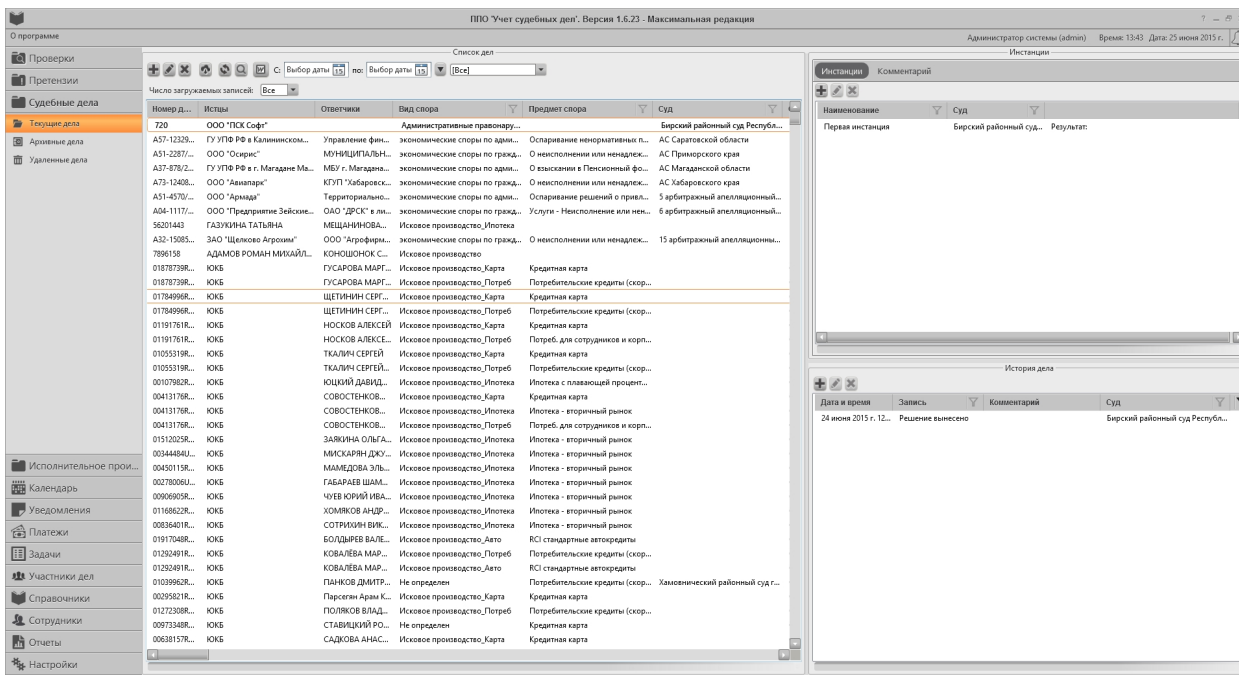 ППО 'Учет судебных дел'. Версия 1.6.23 - Максимальная редакция
О программе
Администратор системы (admin) Время: 13:43 Дата: 25 июня 2015 г.
Проверки
Претензии
Судебные дела
Текущие дела
Архивные дела
Удаленные дела
Исполнительное прои...
Календарь
Уведомления
Платежи
Задачи
Участники дел
Справочники
Сотрудники
Отчеты
Настройки
Список дел
С: Выбор даты 15 по: Выбор даты 15 [Все]
Число загружаемых записей: Все
Номер д... Истцы Ответчики Вид спора Предмет спора Суд
720 ООО "ПСК Софт" Административные правонару... Бирский районный суд Республ...
А57-12329... ГУ УПФ РФ в Калининском... Управление фин... экономические споры по адми... Оспаривание ненормативных п... АС Саратовской области
А51-2287/... ООО "Осирис" МУНИЦИПАЛЬН... экономические споры по гражд... О неисполнении или ненадлеж... АС Приморского края
А37-878/2... ГУ УПФ РФ в г. Магадане Ма... МБУ г. Магадана... экономические споры по адми... О взыскании в Пенсионный фо... АС Магаданской области
А73-12408... ООО "Авиапарк" КГУП "Хабаровск... экономические споры по гражд... О неисполнении или ненадлеж... АС Хабаровского края
А51-4570/... ООО "Армада" Территориально... экономические споры по адми... Оспаривание решений о привл... 5 арбитражный апелляционный...
А04-1117/... ООО "Предприятие Зейские... ОАО "ДРСК" в ли... экономические споры по гражд... Услуги - Неисполнение или нен... 6 арбитражный апелляционный...
56201443 ГАЗУКИНА ТАТЬЯНА МЕЩАНИНОВА... Исковое производство_Ипотека
А32-15085... ЗАО "Щелково Агрохим" ООО "Агрофирм... экономические споры по гражд... О неисполнении или ненадлеж... 15 арбитражный апелляционны...
7896158 АДАМОВ РОМАН МИХАЙЛ... КОНОШОНОК С... Исковое производство
01878739R... ЮКБ ГУСАРОВА МАРГ... Исковое производство_Карта Кредитная карта
01878739R... ЮКБ ГУСАРОВА МАРГ... Исковое производство_Потреб Потребительские кредиты (скор...
01784996R... ЮКБ ЩЕТИНИН СЕРГ... Исковое производство_Карта Кредитная карта
01784996R... ЮКБ ЩЕТИНИН СЕРГ... Исковое производство_Потреб Потребительские кредиты (скор...
01191761R... ЮКБ НОСКОВ АЛЕКСЕЙ Исковое производство_Карта Кредитная карта
01191761R... ЮКБ НОСКОВ АЛЕКСЕ... Исковое производство_Потреб Потреб. для сотрудников и корп...
01055319R... ЮКБ ТКАЛИЧ СЕРГЕЙ Исковое производство_Карта Кредитная карта
01055319R... ЮКБ ТКАЛИЧ СЕРГЕЙ... Исковое производство_Потреб Потребительские кредиты (скор...
00107982R... ЮКБ ЮЦКИЙ ДАВИД... Исковое производство_Ипотека Ипотека с плавающей процент...
00413176R... ЮКБ СОВОСТЕНКОВ... Исковое производство_Карта Кредитная карта
00413176R... ЮКБ СОВОСТЕНКОВ... Исковое производство_Ипотека Ипотека - вторичный рынок
00413176R... ЮКБ СОВОСТЕНКОВ... Исковое производство_Потреб Потреб. для сотрудников и корп...
01512025R... ЮКБ ЗАЯКИНА ОЛЬГА... Исковое производство_Ипотека Ипотека - вторичный рынок
00344484U... ЮКБ МИСКАРЯН ДЖУ... Исковое производство_Ипотека Ипотека - вторичный рынок
00450115R... ЮКБ МАМЕДОВА ЭЛЬ... Исковое производство_Ипотека Ипотека - вторичный рынок
00278006U... ЮКБ ГАБАРАЕВ ШАМ... Исковое производство_Ипотека Ипотека - вторичный рынок
00906905R... ЮКБ ЧУЕВ ЮРИЙ ИВА... Исковое производство_Ипотека Ипотека - вторичный рынок
01168622R... ЮКБ ХОМЯКОВ АНДР... Исковое производство_Ипотека Ипотека - вторичный рынок
00836401R... ЮКБ СОТРИХИН ВИК... Исковое производство_Ипотека Ипотека - вторичный рынок
01917048R... ЮКБ БОЛДЫРЕВ ВАЛЕ... Исковое производство_Авто RCI стандартные автокредиты
01292491R... ЮКБ КОВАЛЁВА МАР... Исковое производство_Потреб Потребительские кредиты (скор...
01292491R... ЮКБ КОВАЛЁВА МАР... Исковое производство_Авто RCI стандартные автокредиты
01039962R... ЮКБ ПАНКОВ ДМИТР... Не определен Потребительские кредиты (скор... Хамовнический районный суд г...
00295821R... ЮКБ Парсегян Арам К... Исковое производство_Карта Кредитная карта
01272308R... ЮКБ ПОЛЯКОВ ВЛАД... Исковое производство_Потреб Потребительские кредиты (скор...
00973348R... ЮКБ СТАВИЦКИЙ РО... Не определен Кредитная карта
00638157R... ЮКБ САДКОВА АНАС... Исковое производство_Карта Кредитная карта
Инстанции
Инстанции Комментарий
Наименование Суд
Первая инстанция Бирский районный суд... Результат:
История дела
Дата и время Запись Комментарий Суд
24 июня 2015 г. 12... Решение вынесено Бирский районный суд Республ...